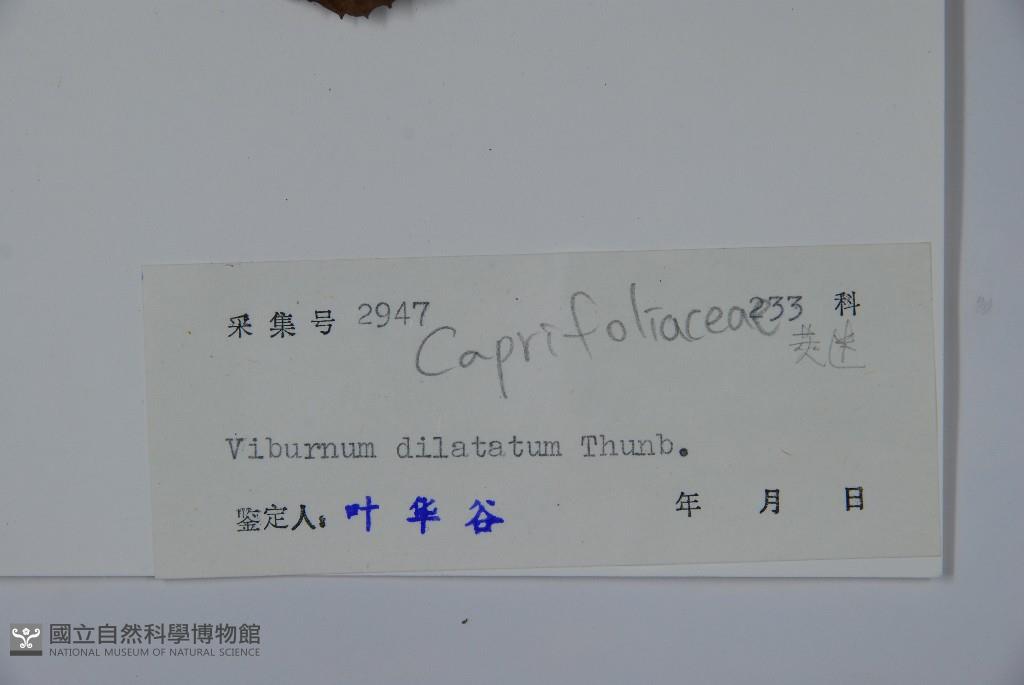 采集号 2947 Caprifoliaceae 233 科
荚迷
Viburnum dilatatum Thunb.
鉴定人: 叶华谷 年 月 日
國立自然科學博物館
NATIONAL MUSEUM OF NATURAL SCIENCE